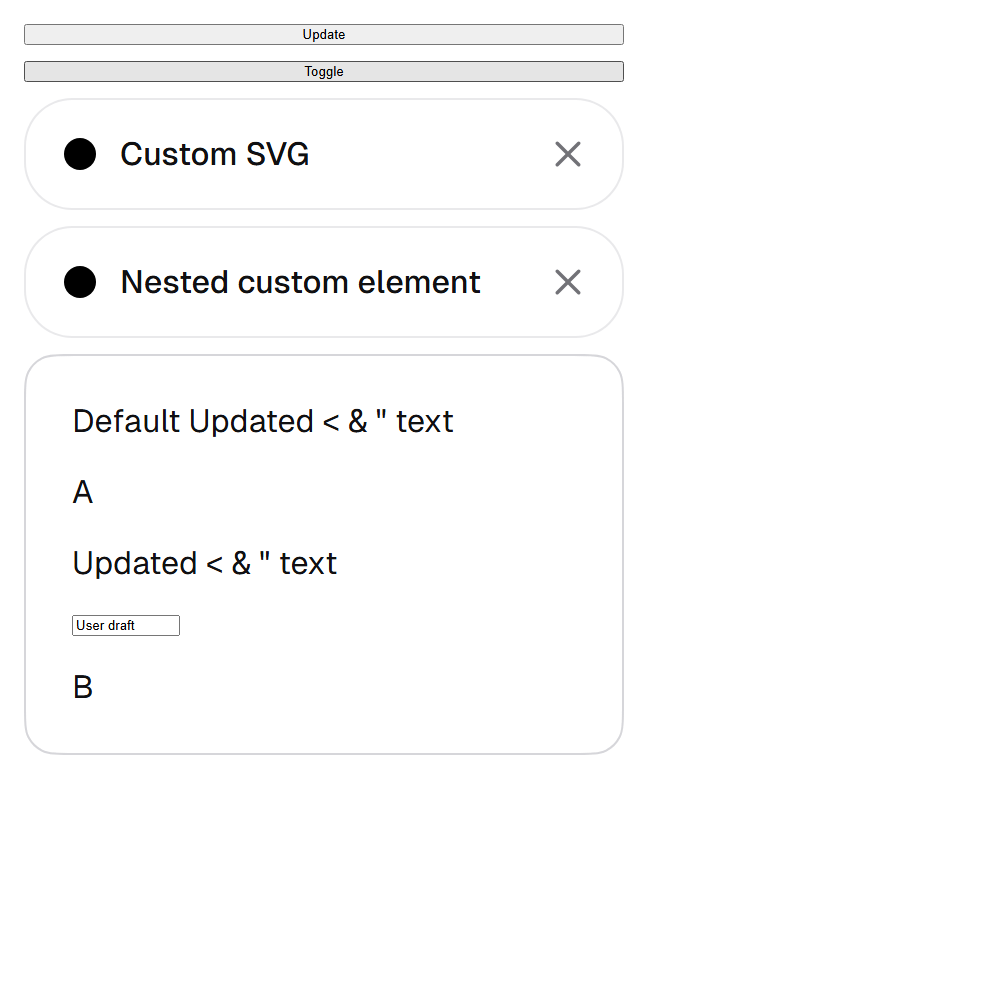 Update
Toggle
Custom SVG
Nested custom element
Default Updated < & " text
A
Updated < & " text
User draft
B